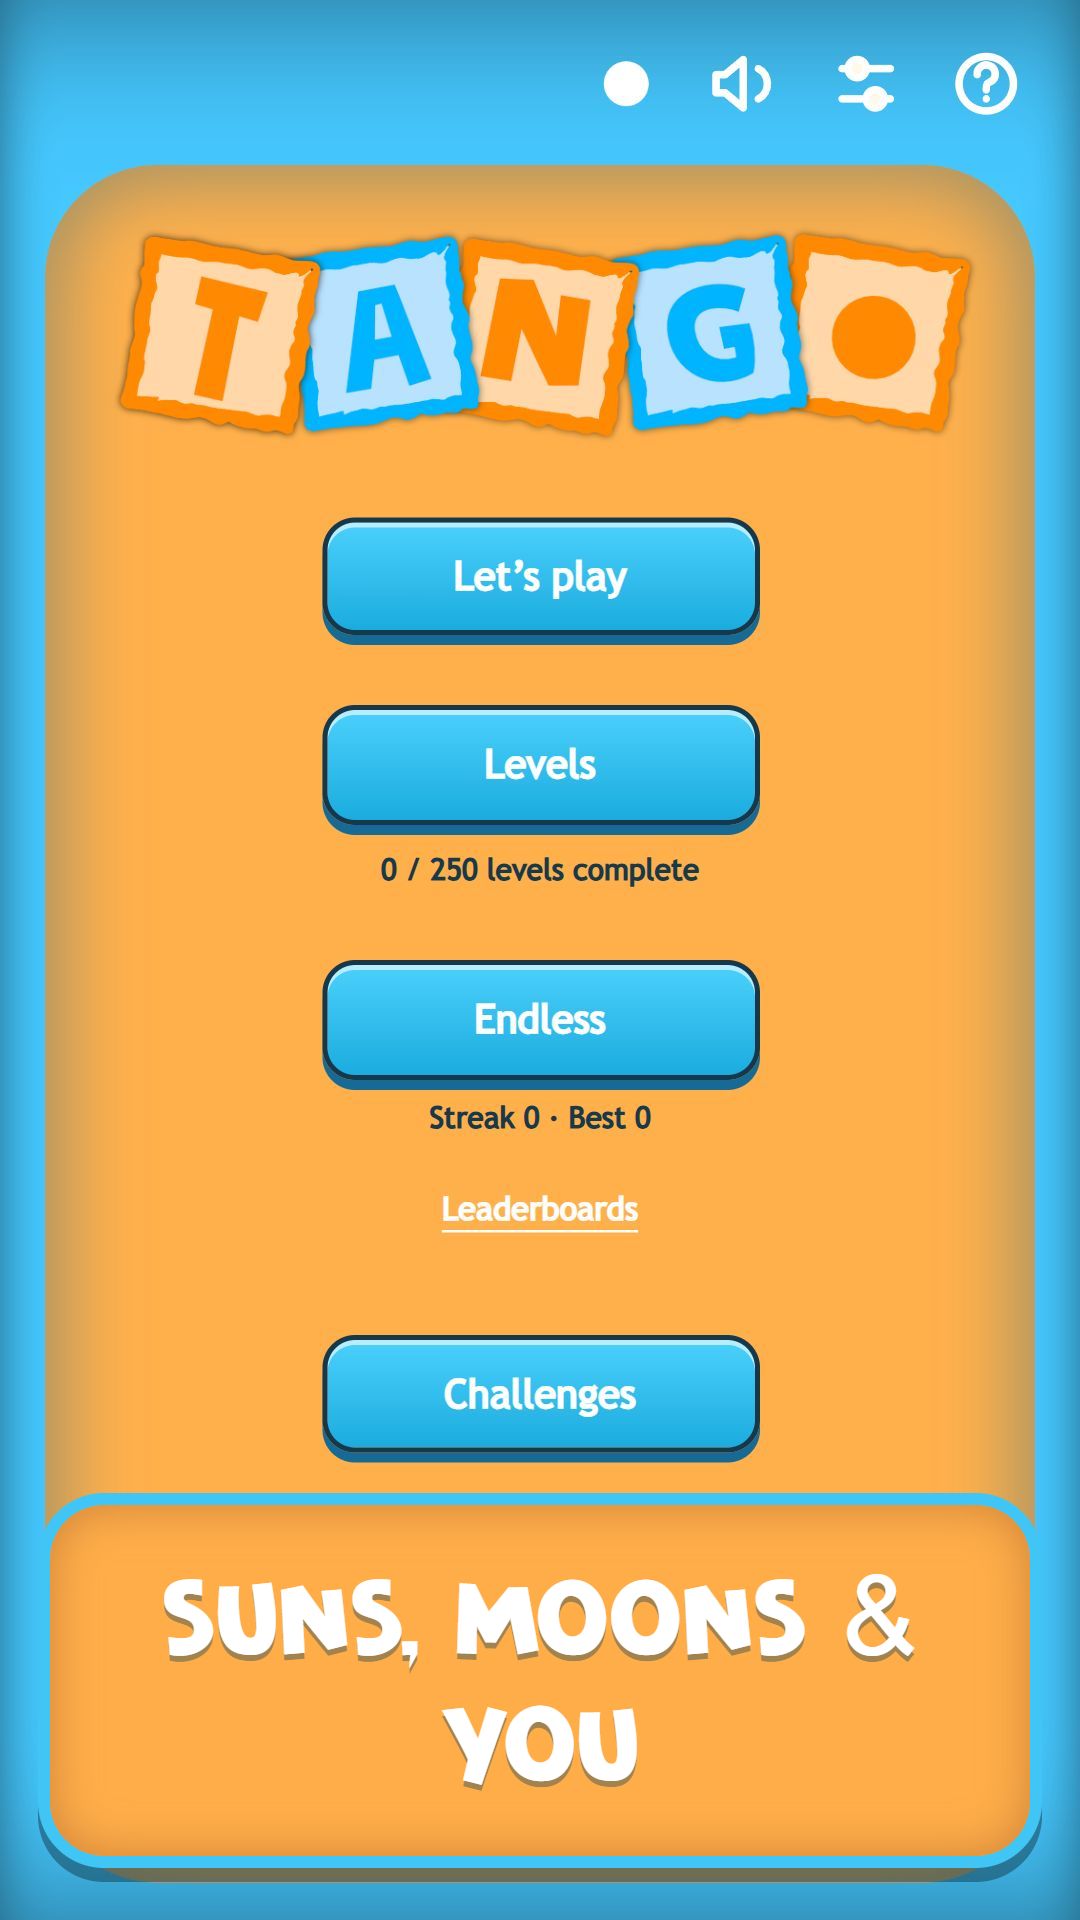 TANGO
Let’s play
Levels
0 / 250 levels complete
Endless
Streak 0 · Best 0
Leaderboards
Challenges
SUNS, MOONS &
YOU